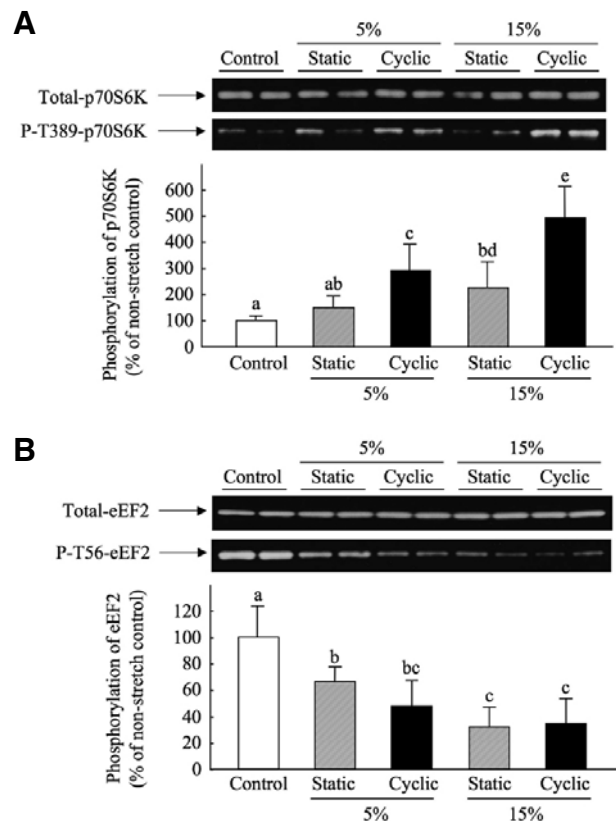 A
5% 15%
Control Static Cyclic Static Cyclic
Total-p70S6K
P-T389-p70S6K
Phosphorylation of p70S6K
(% of non-stretch control)
600
500
400
300
200
100
0
a
ab
c
bd
e
Control Static Cyclic Static Cyclic
5% 15%
B
5% 15%
Control Static Cyclic Static Cyclic
Total-eEF2
P-T56-eEF2
Phosphorylation of eEF2
(% of non-stretch control)
120
100
80
60
40
20
0
a
b
bc
c
c
Control Static Cyclic Static Cyclic
5% 15%